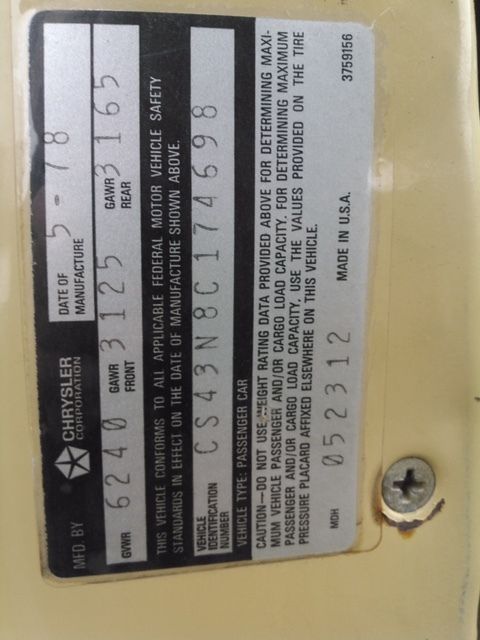 MFD. BY CHRYSLER CORPORATION DATE OF MANUFACTURE 5-78
GVWR 6240 GAWR FRONT 3125 GAWR REAR 3165
THIS VEHICLE CONFORMS TO ALL APPLICABLE FEDERAL MOTOR VEHICLE SAFETY
STANDARDS IN EFFECT ON THE DATE OF MANUFACTURE SHOWN ABOVE.
VEHICLE IDENTIFICATION NUMBER CS43N8C174698
VEHICLE TYPE: PASSENGER CAR
CAUTION—DO NOT USE WEIGHT RATING DATA PROVIDED ABOVE FOR DETERMINING MAXI-
MUM VEHICLE PASSENGER AND/OR CARGO LOAD CAPACITY. FOR DETERMINING MAXIMUM
PASSENGER AND/OR CARGO LOAD CAPACITY, USE THE VALUES PROVIDED ON THE TIRE
PRESSURE PLACARD AFFIXED ELSEWHERE ON THIS VEHICLE.
MDH 052312 MADE IN U.S.A. 3759156